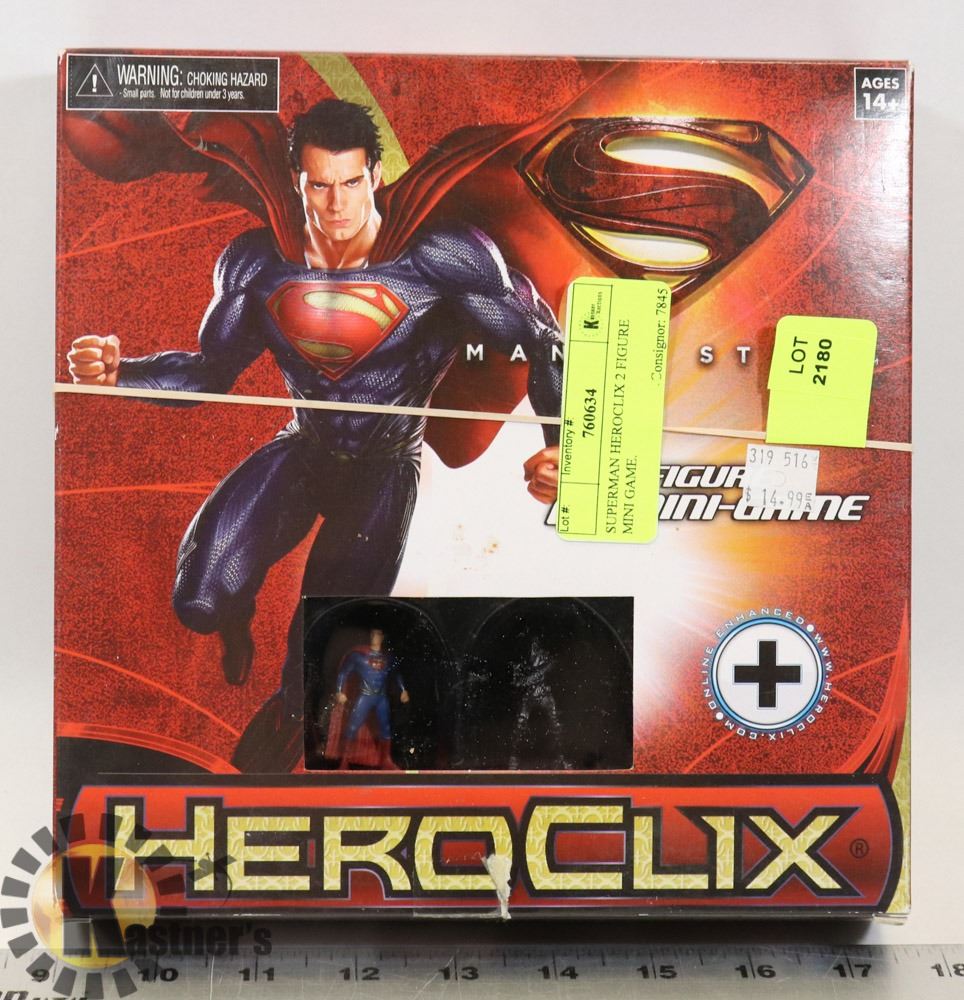 WARNING: CHOKING HAZARD
- Small parts. Not for children under 3 years.
AGES
14+
MAN ST
Lot #:
Inventory #
760634
SUPERMAN HEROCLIX 2 FIGURE
MINI GAME.
Consignor: 7845
LOT
2180
319 516
$ 14.99 EA
FIGUR
MINI-GAME
ONLINE ENHANCED • WWW.HEROCLIX.COM •
HEROCLIX®
Kastner's
9 10 11 12 13 14 15 16 17 18